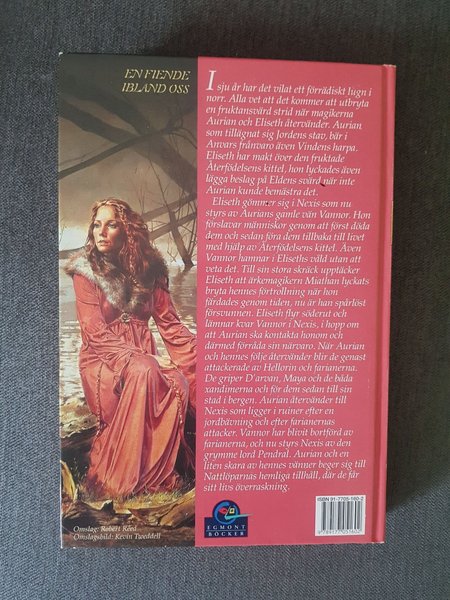 EN FIENDE
IBLAND OSS
I sju år har det vilat ett förrädiskt lugn i
norr. Alla vet att det kommer att utbryta
en fruktansvärd strid när magikerna
Aurian och Eliseth återvänder. Aurian
som tillägnat sig Jordens stav, bär i
Anvars frånvaro även Vindens harpa.
Eliseth har makt över den fruktade
Återfödelsens kittel, hon lyckades även
lägga beslag på Eldens svärd när inte
Aurian kunde bemästra det.
Eliseth gömmer sig i Nexis som nu
styrs av Aurians gamle vän Vannor. Hon
förslavar människor genom att först döda
dem och sedan föra dem tillbaka till livet
med hjälp av Återfödelsens kittel. Även
Vannor hamnar i Eliseths våld utan att
veta det. Till sin stora skräck upptäcker
Eliseth att ärkemagikern Miathan lyckats
bryta hennes förtrollning när hon
färdades genom tiden, nu är han spårlöst
försvunnen. Eliseth flyr söderut och
lämnar kvar Vannor i Nexis, i hopp om
att Aurian ska kontakta honom och
därmed förråda sin närvaro. När Aurian
och hennes följe återvänder blir de genast
attackerade av Hellorin och farianerna.
De griper D'arvan, Maya och de båda
xandimerna och för dem sedan till sin
stad i bergen. Aurian återvänder till
Nexis som ligger i ruiner efter en
jordbävning och efter farianernas
attacker. Vannor har blivit bortförd av
farianerna, och nu styrs Nexis av den
grymme lord Pendral. Aurian och en
liten skara av hennes vänner beger sig till
Nattlöparnas hemliga tillhåll, där de får
sitt livs överraskning.
Omslag: Robert Reed
Omslagsbild: Kevin Tweddell
EGMONT
BÖCKER
ISBN 91-7705-160-2
9 789177 051602